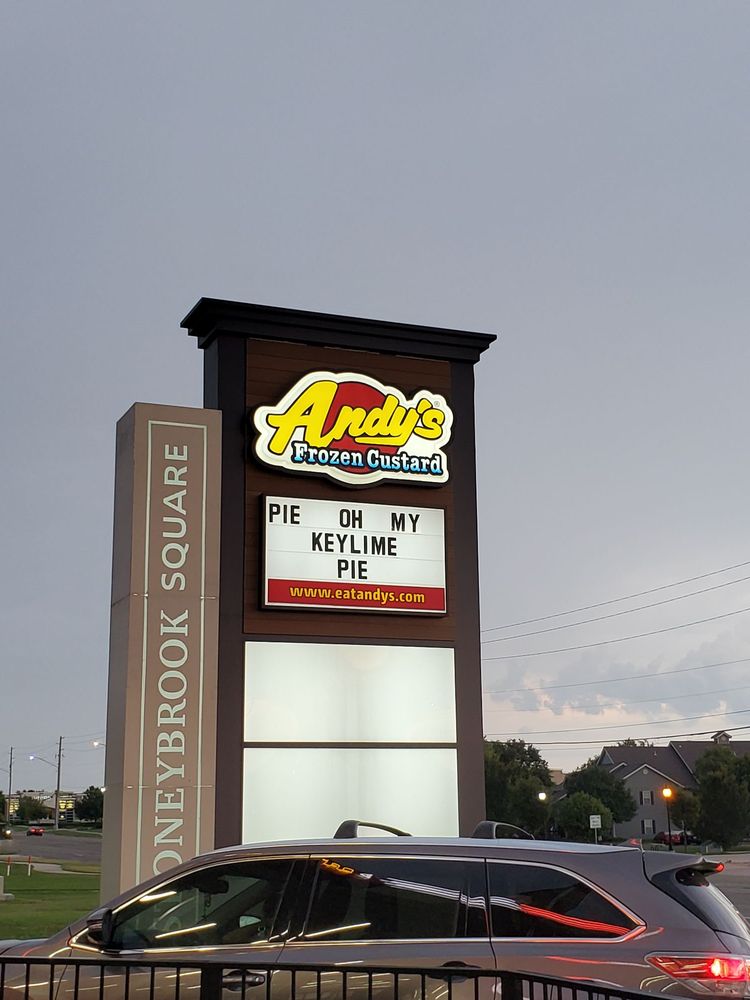 Andy's
Frozen Custard
PIE OH MY
KEYLIME
PIE
www.eatandys.com
ONEYBROOK SQUARE